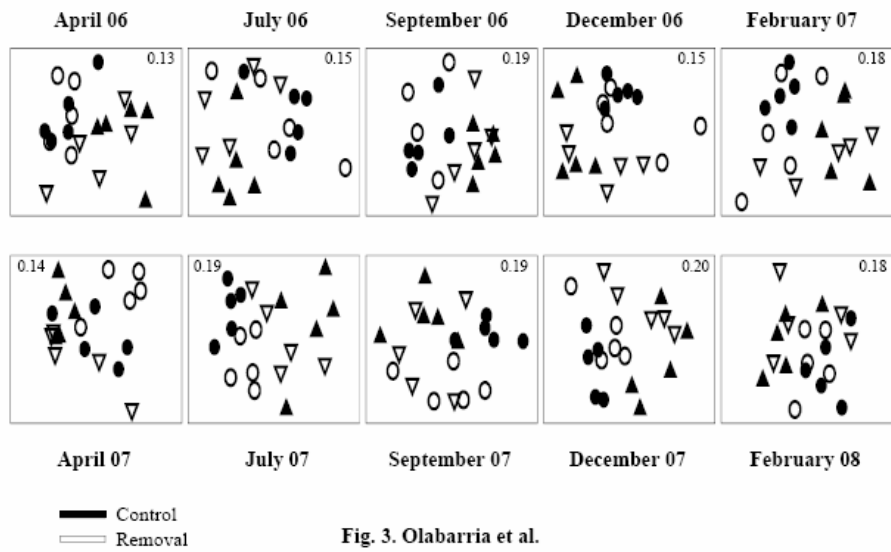 April 06 July 06 September 06 December 06 February 07
0.13 0.15 0.19 0.15 0.18
0.14 0.19 0.19 0.20 0.18
April 07 July 07 September 07 December 07 February 08
Control
Removal
Fig. 3. Olabarria et al.